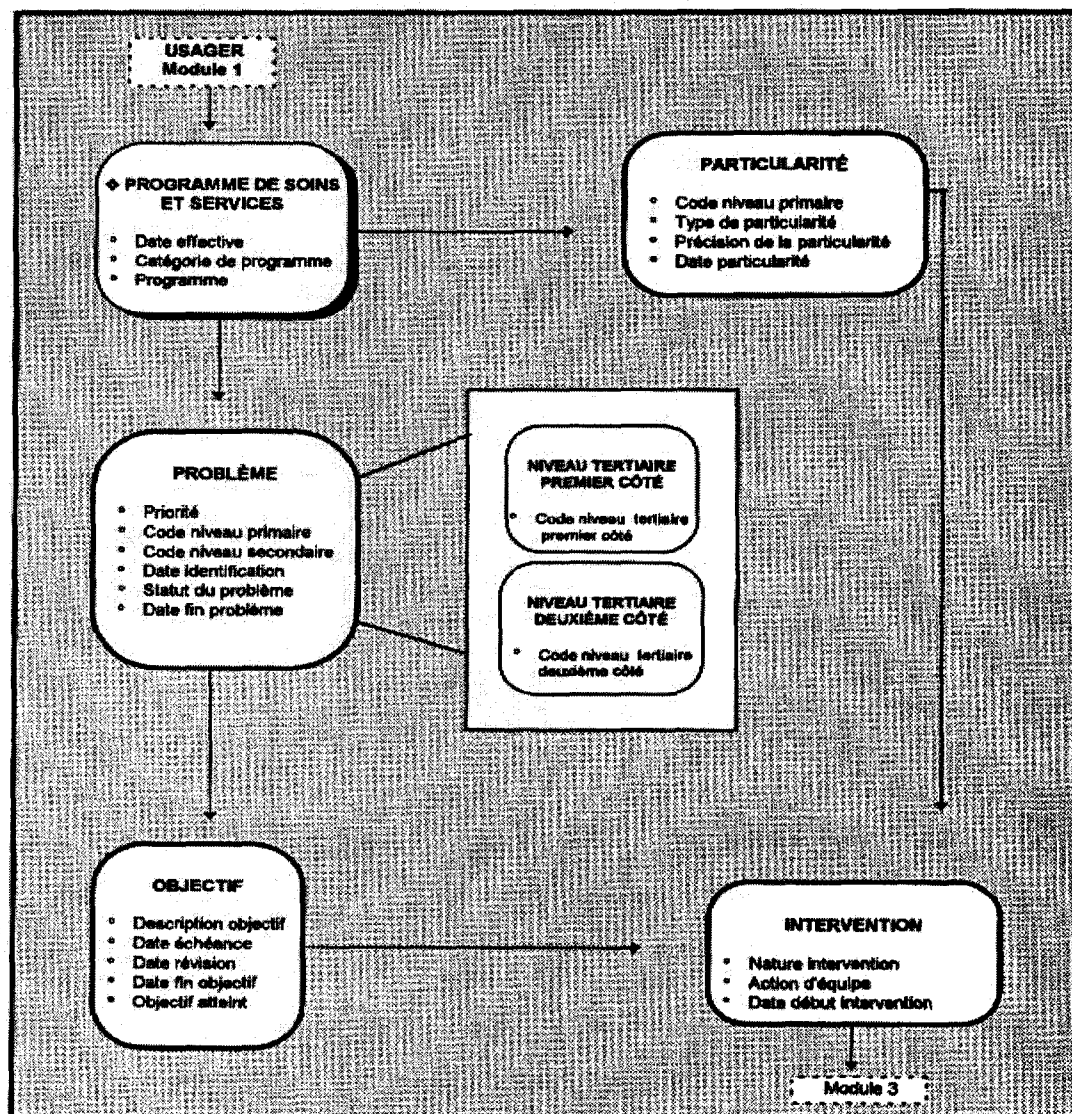 USAGER
Module 1
❖ PROGRAMME DE SOINS
ET SERVICES
° Date effective
° Catégorie de programme
° Programme
PARTICULARITÉ
° Code niveau primaire
° Type de particularité
° Précision de la particularité
° Date particularité
PROBLÈME
° Priorité
° Code niveau primaire
° Code niveau secondaire
° Date identification
° Statut du problème
° Date fin problème
NIVEAU TERTIAIRE
PREMIER CÔTÉ
° Code niveau tertiaire
premier côté
NIVEAU TERTIAIRE
DEUXIÈME CÔTÉ
° Code niveau tertiaire
deuxième côté
OBJECTIF
° Description objectif
° Date échéance
° Date révision
° Date fin objectif
° Objectif atteint
INTERVENTION
° Nature intervention
° Action d'équipe
° Date début intervention
Module 3